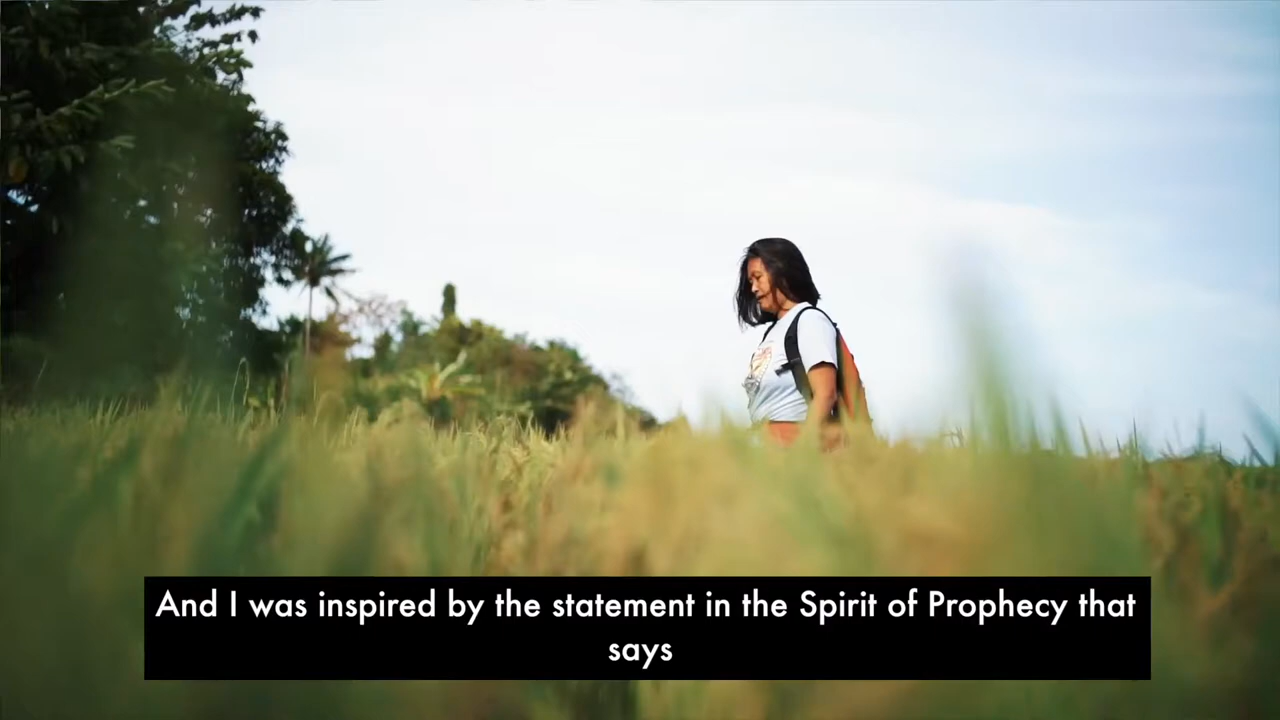 And I was inspired by the statement in the Spirit of Prophecy that
says